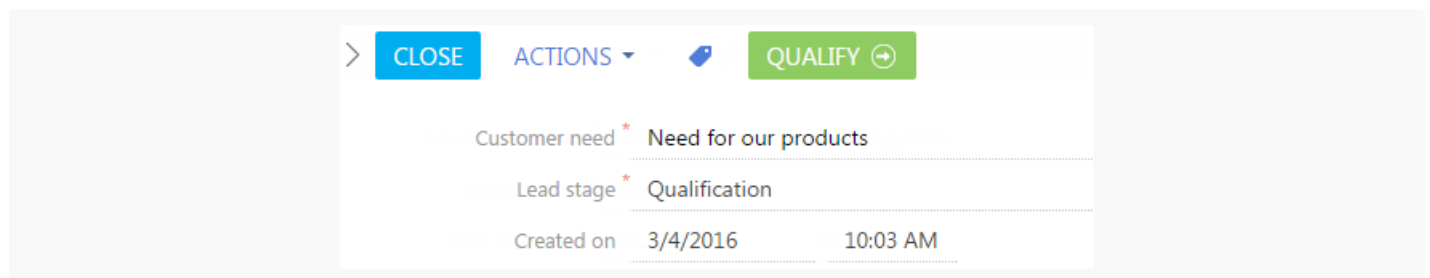 CLOSE ACTIONS QUALIFY
Customer need * Need for our products
Lead stage * Qualification
Created on 3/4/2016 10:03 AM